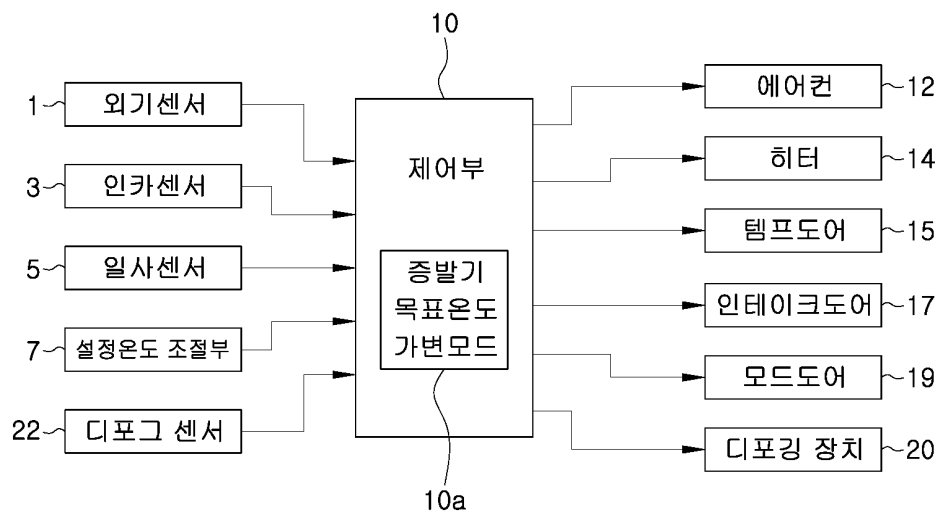 10
1 외기센서
3 인카센서
5 일사센서
7 설정온도 조절부
22 디포그 센서
제어부
증발기
목표온도
가변모드
10a
에어컨 12
히터 14
템프도어 15
인테이크도어 17
모드도어 19
디포깅 장치 20